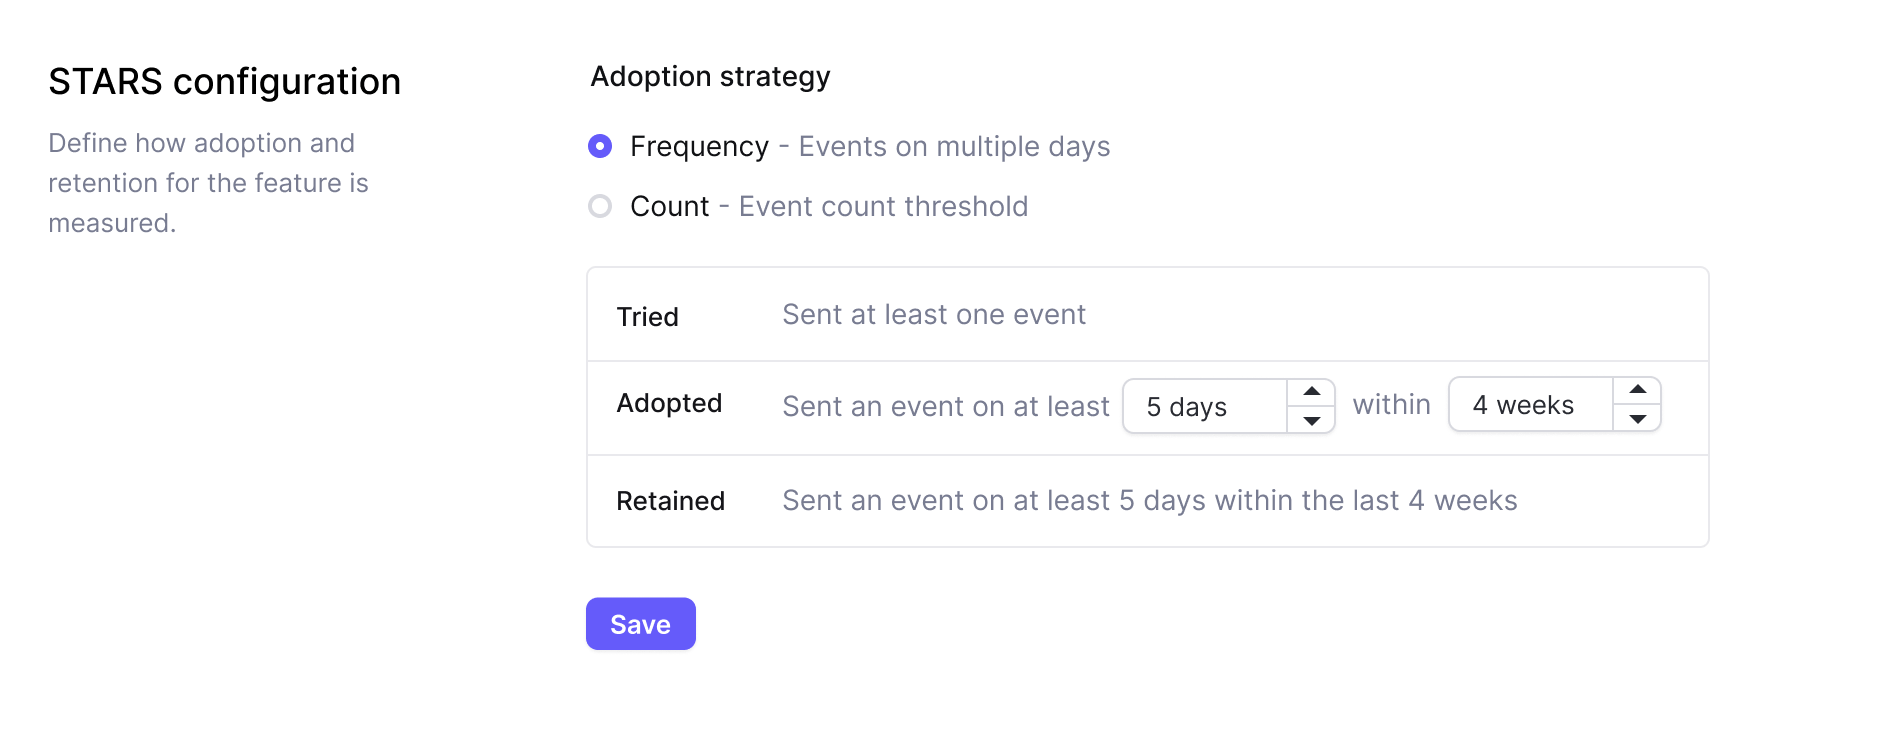 STARS configuration
Define how adoption and
retention for the feature is
measured.
Adoption strategy
Frequency - Events on multiple days
Count - Event count threshold
Tried Sent at least one event
Adopted Sent an event on at least 5 days within 4 weeks
Retained Sent an event on at least 5 days within the last 4 weeks
Save